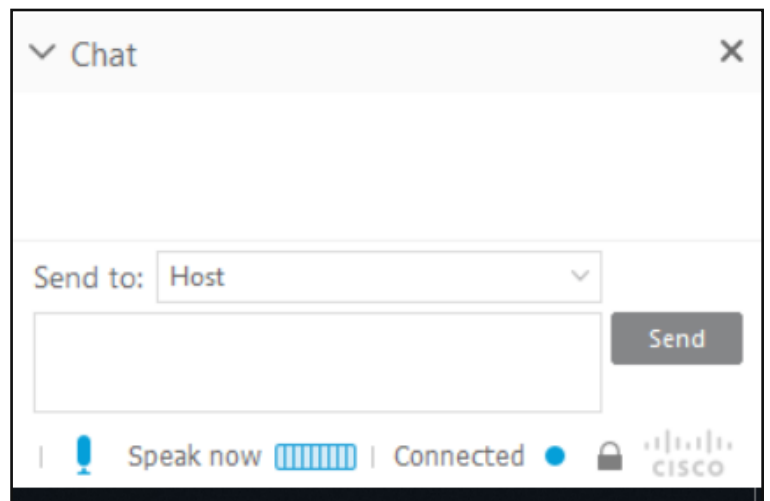 Chat
Send to: Host
Send
Speak now | Connected
CISCO